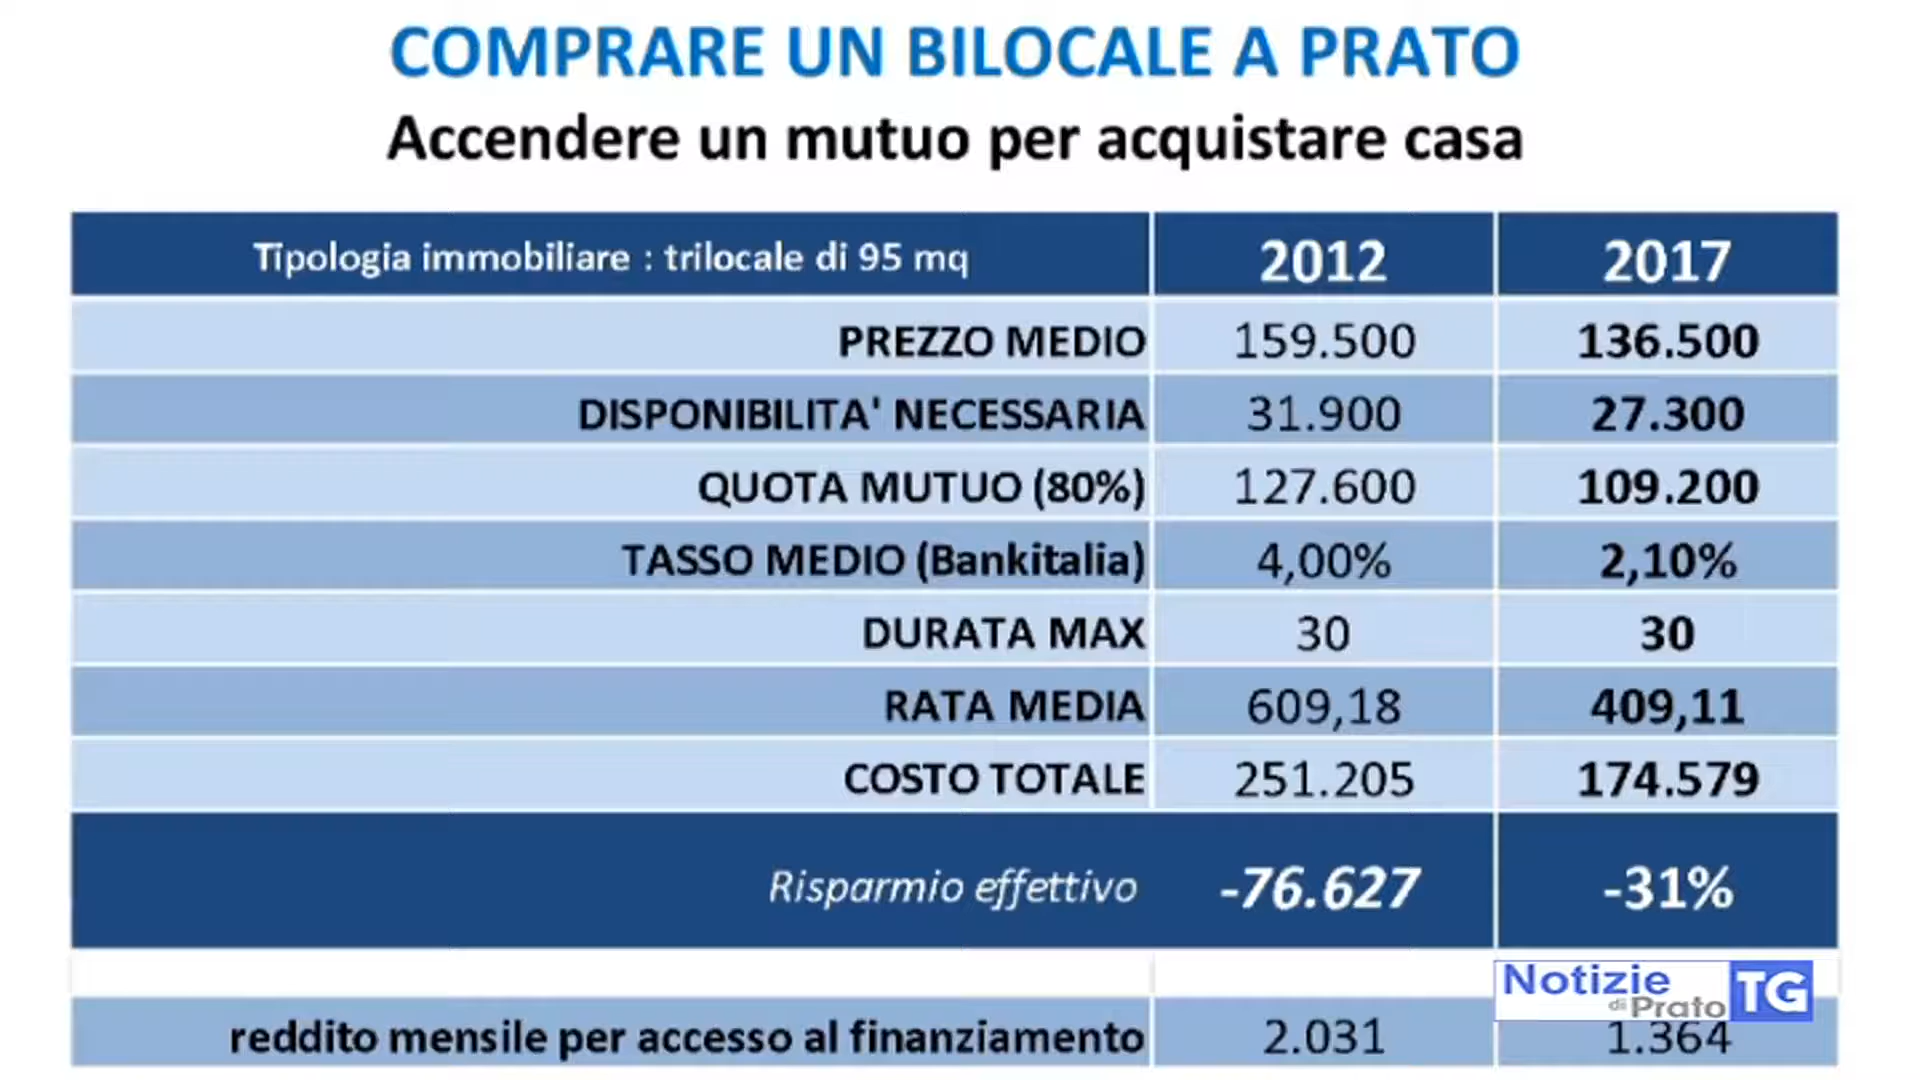 COMPRARE UN BILOCALE A PRATO
Accendere un mutuo per acquistare casa
Tipologia immobiliare : trilocale di 95 mq 2012 2017
PREZZO MEDIO 159.500 136.500
DISPONIBILITA' NECESSARIA 31.900 27.300
QUOTA MUTUO (80%) 127.600 109.200
TASSO MEDIO (Bankitalia) 4,00% 2,10%
DURATA MAX 30 30
RATA MEDIA 609,18 409,11
COSTO TOTALE 251.205 174.579
Risparmio effettivo -76.627 -31%
Notizie di Prato TG
reddito mensile per accesso al finanziamento 2.031 1.364